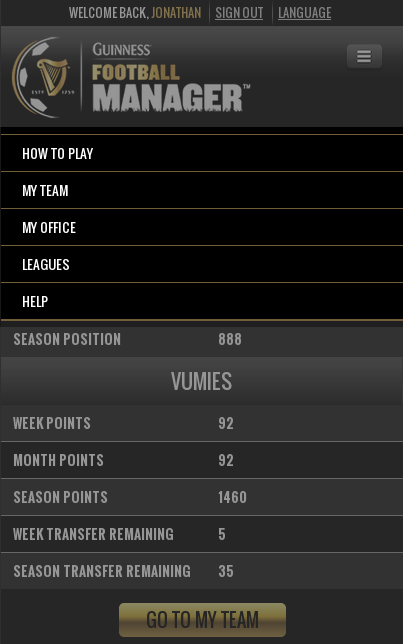 WELCOME BACK, JONATHAN SIGN OUT LANGUAGE
GUINNESS
FOOTBALL
MANAGER™
ESTD 1759
HOW TO PLAY
MY TEAM
MY OFFICE
LEAGUES
HELP
SEASON POSITION 888
VUMIES
WEEK POINTS 92
MONTH POINTS 92
SEASON POINTS 1460
WEEK TRANSFER REMAINING 5
SEASON TRANSFER REMAINING 35
GO TO MY TEAM